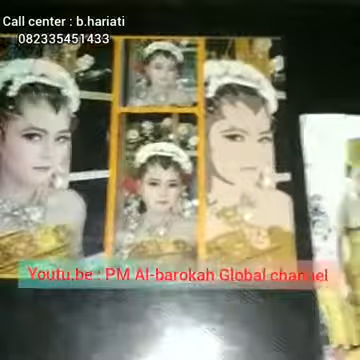 Call center : b.hariati
082335451433
Youtu.be : PM Al-barokah Global channel